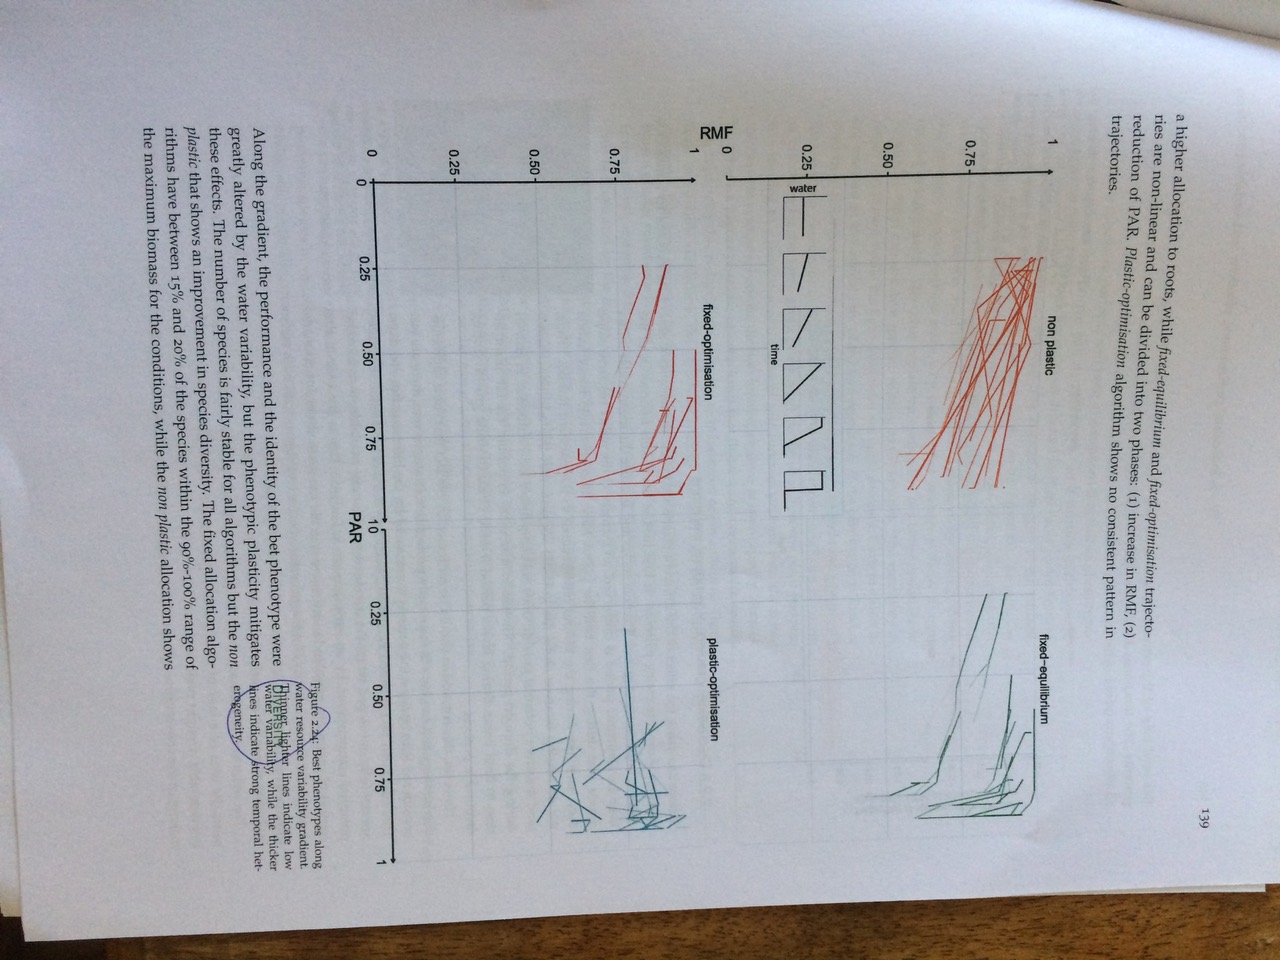 139
a higher allocation to roots, while fixed-equilibrium and fixed-optimisation trajecto-
ries are non-linear and can be divided into two phases: (1) increase in RMF, (2)
reduction of PAR. Plastic-optimisation algorithm shows no consistent pattern in
trajectories.
non plastic
fixed-equilibrium
1
0.75
0.50
0.25
0
water
time
RMF
fixed-optimisation
plastic-optimisation
1
0.75
0.50
0.25
0
0 0.25 0.50 0.75 1 0 0.25 0.50 0.75 1
PAR
Figure 2.24: Best phenotypes along
water resource variability gradient.
Thinner lighter lines indicate low
DIVERSITY
water variability, while the thicker
lines indicate strong temporal het-
erogeneity.
Along the gradient, the performance and the identity of the bet phenotype were
greatly altered by the water variability, but the phenotypic plasticity mitigates
these effects. The number of species is fairly stable for all algorithms but the non
plastic that shows an improvement in species diversity. The fixed allocation algo-
rithms have between 15% and 20% of the species within the 90%-100% range of
the maximum biomass for the conditions, while the non plastic allocation shows